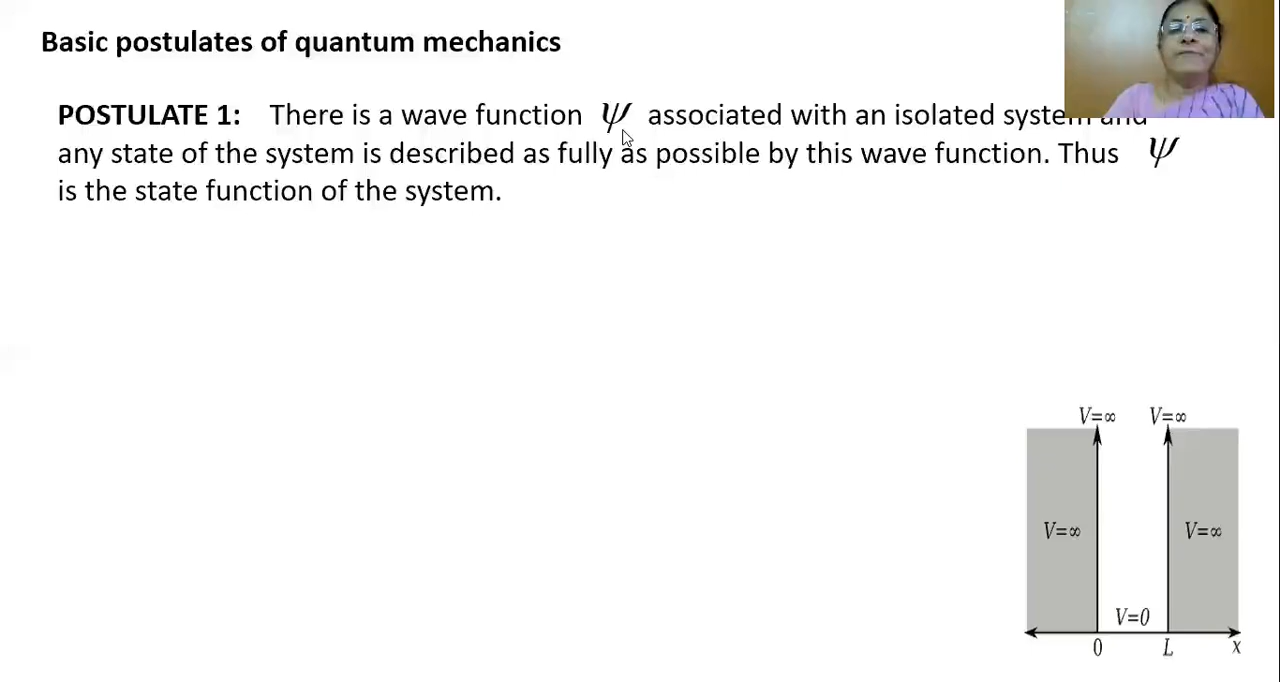 Basic postulates of quantum mechanics
POSTULATE 1: There is a wave function ψ associated with an isolated system and
any state of the system is described as fully as possible by this wave function. Thus ψ
is the state function of the system.
V=∞ V=∞
V=∞ V=∞
V=0
0 L x